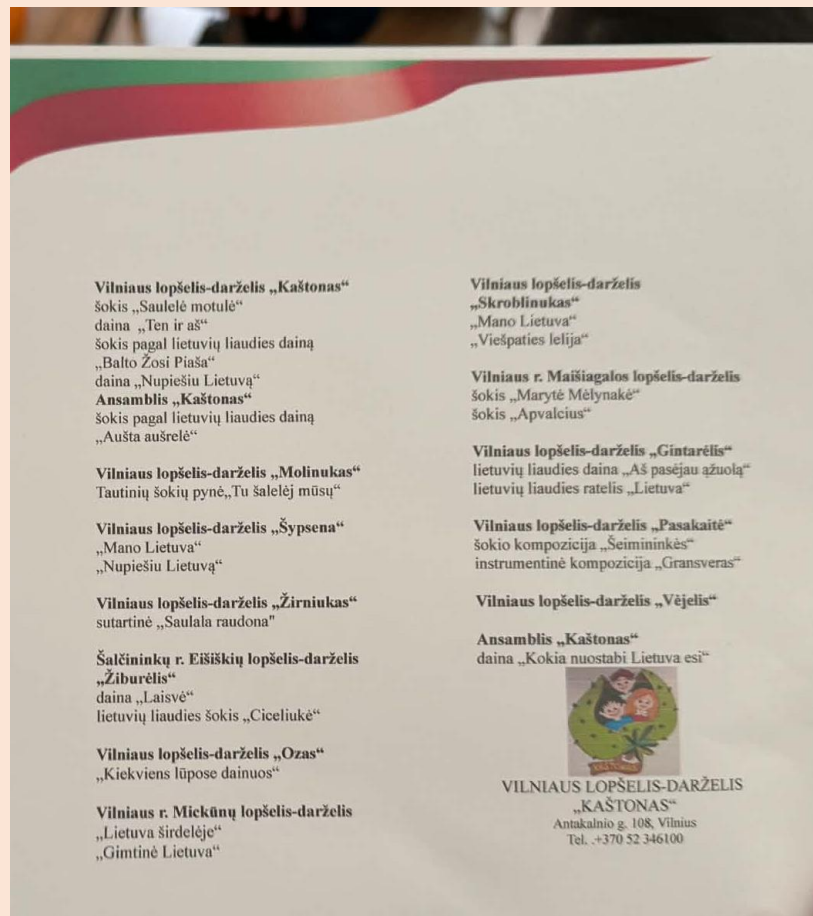 Vilniaus lopšelis-darželis „Kaštonas“
šokis „Saulelė motulė“
daina „Ten ir aš“
šokis pagal lietuvių liaudies dainą
„Balto Žosi Piaša“
daina „Nupiešiu Lietuvą“
Ansamblis „Kaštonas“
šokis pagal lietuvių liaudies dainą
„Aušta aušrelė“
Vilniaus lopšelis-darželis „Molinukas“
Tautinių šokių pynė„Tu šalelėj mūsų“
Vilniaus lopšelis-darželis „Šypsena“
„Mano Lietuva“
„Nupiešiu Lietuvą“
Vilniaus lopšelis-darželis „Žirniukas“
sutartinė „Saulala raudona"
Šalčininkų r. Eišiškių lopšelis-darželis
„Žiburėlis“
daina „Laisvė“
lietuvių liaudies šokis „Ciceliukė“
Vilniaus lopšelis-darželis „Ozas“
„Kiekviens lūpose dainuos“
Vilniaus r. Mickūnų lopšelis-darželis
„Lietuva širdelėje“
„Gimtinė Lietuva“
Vilniaus lopšelis-darželis
„Skroblinukas“
„Mano Lietuva“
„Viešpaties lelija“
Vilniaus r. Maišiagalos lopšelis-darželis
šokis „Marytė Mėlynakė“
šokis „Apvalcius“
Vilniaus lopšelis-darželis „Gintarėlis“
lietuvių liaudies daina „Aš pasėjau ąžuolą“
lietuvių liaudies ratelis „Lietuva“
Vilniaus lopšelis-darželis „Pasakaitė“
šokio kompozicija „Šeimininkės“
instrumentinė kompozicija „Gransveras“
Vilniaus lopšelis-darželis „Vėjelis“
Ansamblis „Kaštonas“
daina „Kokia nuostabi Lietuva esi“
KAŠTONAS
VILNIAUS LOPŠELIS-DARŽELIS
„KAŠTONAS“
Antakalnio g. 108, Vilnius
Tel. .+370 52 346100